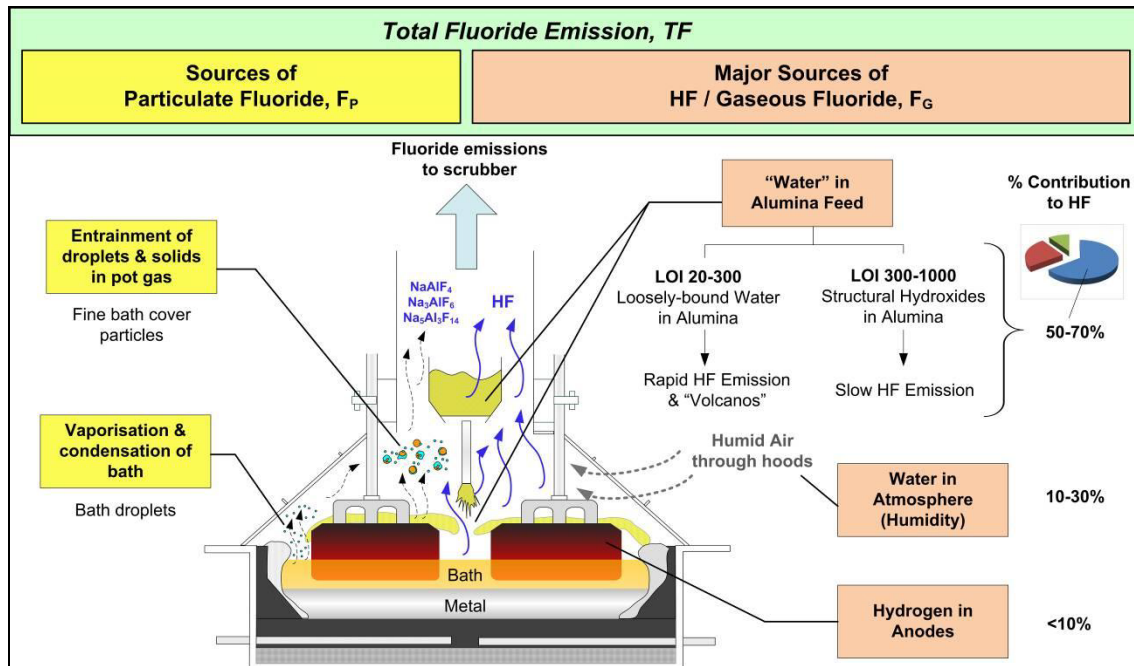 Total Fluoride Emission, TF
Sources of
Particulate Fluoride, FP
Major Sources of
HF / Gaseous Fluoride, FG
Fluoride emissions
to scrubber
"Water" in
Alumina Feed
% Contribution
to HF
Entrainment of
droplets & solids
in pot gas
Fine bath cover
particles
NaAlF4
Na3AlF6
Na5Al3F14
HF
LOI 20-300
Loosely-bound Water
in Alumina
LOI 300-1000
Structural Hydroxides
in Alumina
50-70%
Rapid HF Emission
& "Volcanos"
Slow HF Emission
Vaporisation &
condensation of
bath
Bath droplets
Humid Air
through hoods
Water in
Atmosphere
(Humidity)
10-30%
Bath
Metal
Hydrogen in
Anodes
<10%